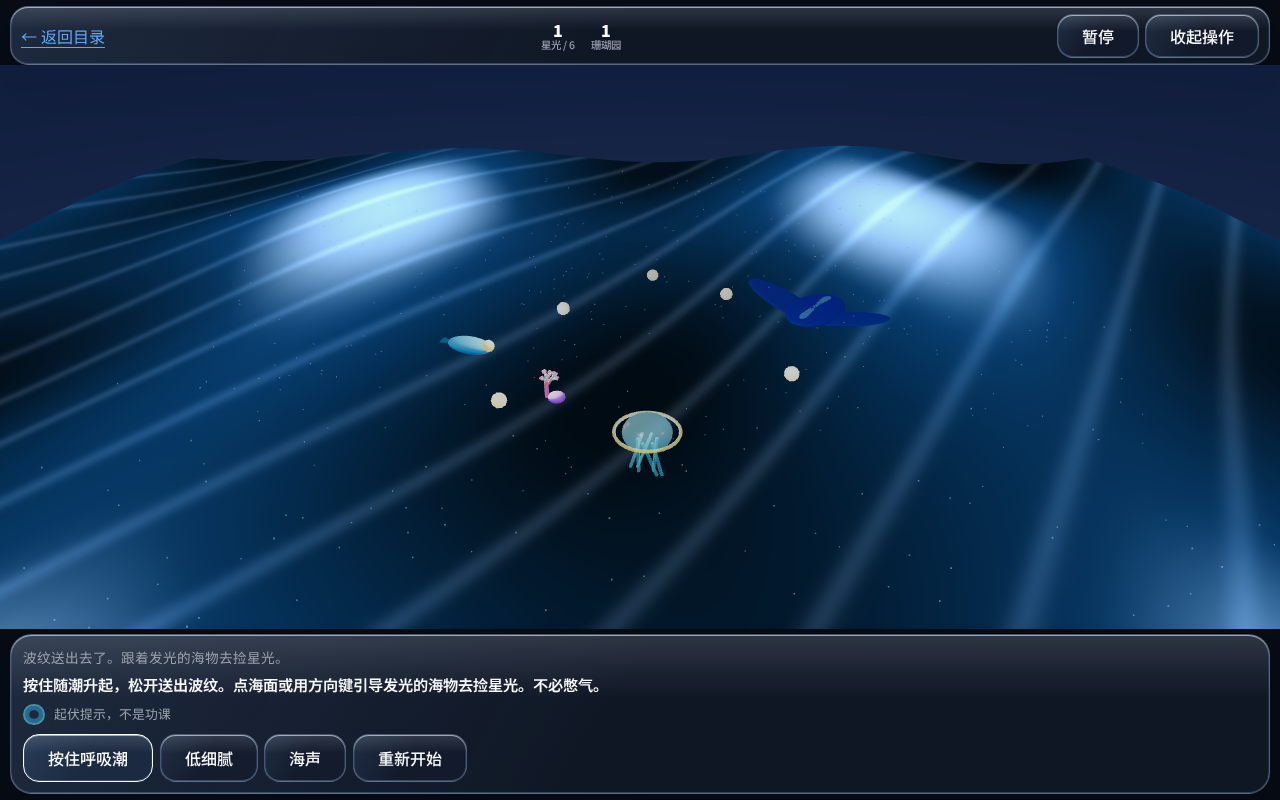 ← 返回目录
1
星光 / 6
1
珊瑚园
暂停
收起操作
波纹送出去了。跟着发光的海物去捡星光。
按住随潮升起，松开送出波纹。点海面或用方向键引导发光的海物去捡星光。不必憋气。
起伏提示，不是功课
按住呼吸潮
低细腻
海声
重新开始